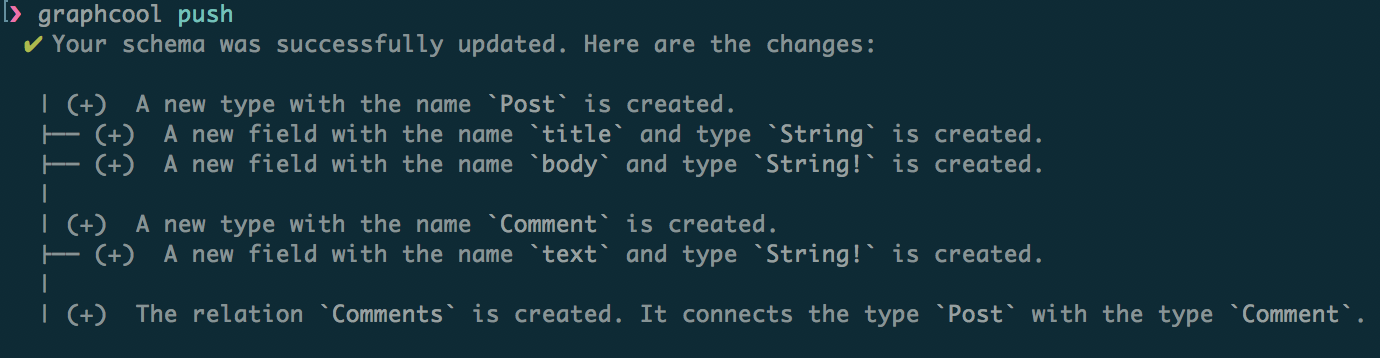 ❯ graphcool push
✔ Your schema was successfully updated. Here are the changes:
| (+)  A new type with the name `Post` is created.
├── (+)  A new field with the name `title` and type `String` is created.
├── (+)  A new field with the name `body` and type `String!` is created.
|
| (+)  A new type with the name `Comment` is created.
├── (+)  A new field with the name `text` and type `String!` is created.
|
| (+)  The relation `Comments` is created. It connects the type `Post` with the type `Comment`.